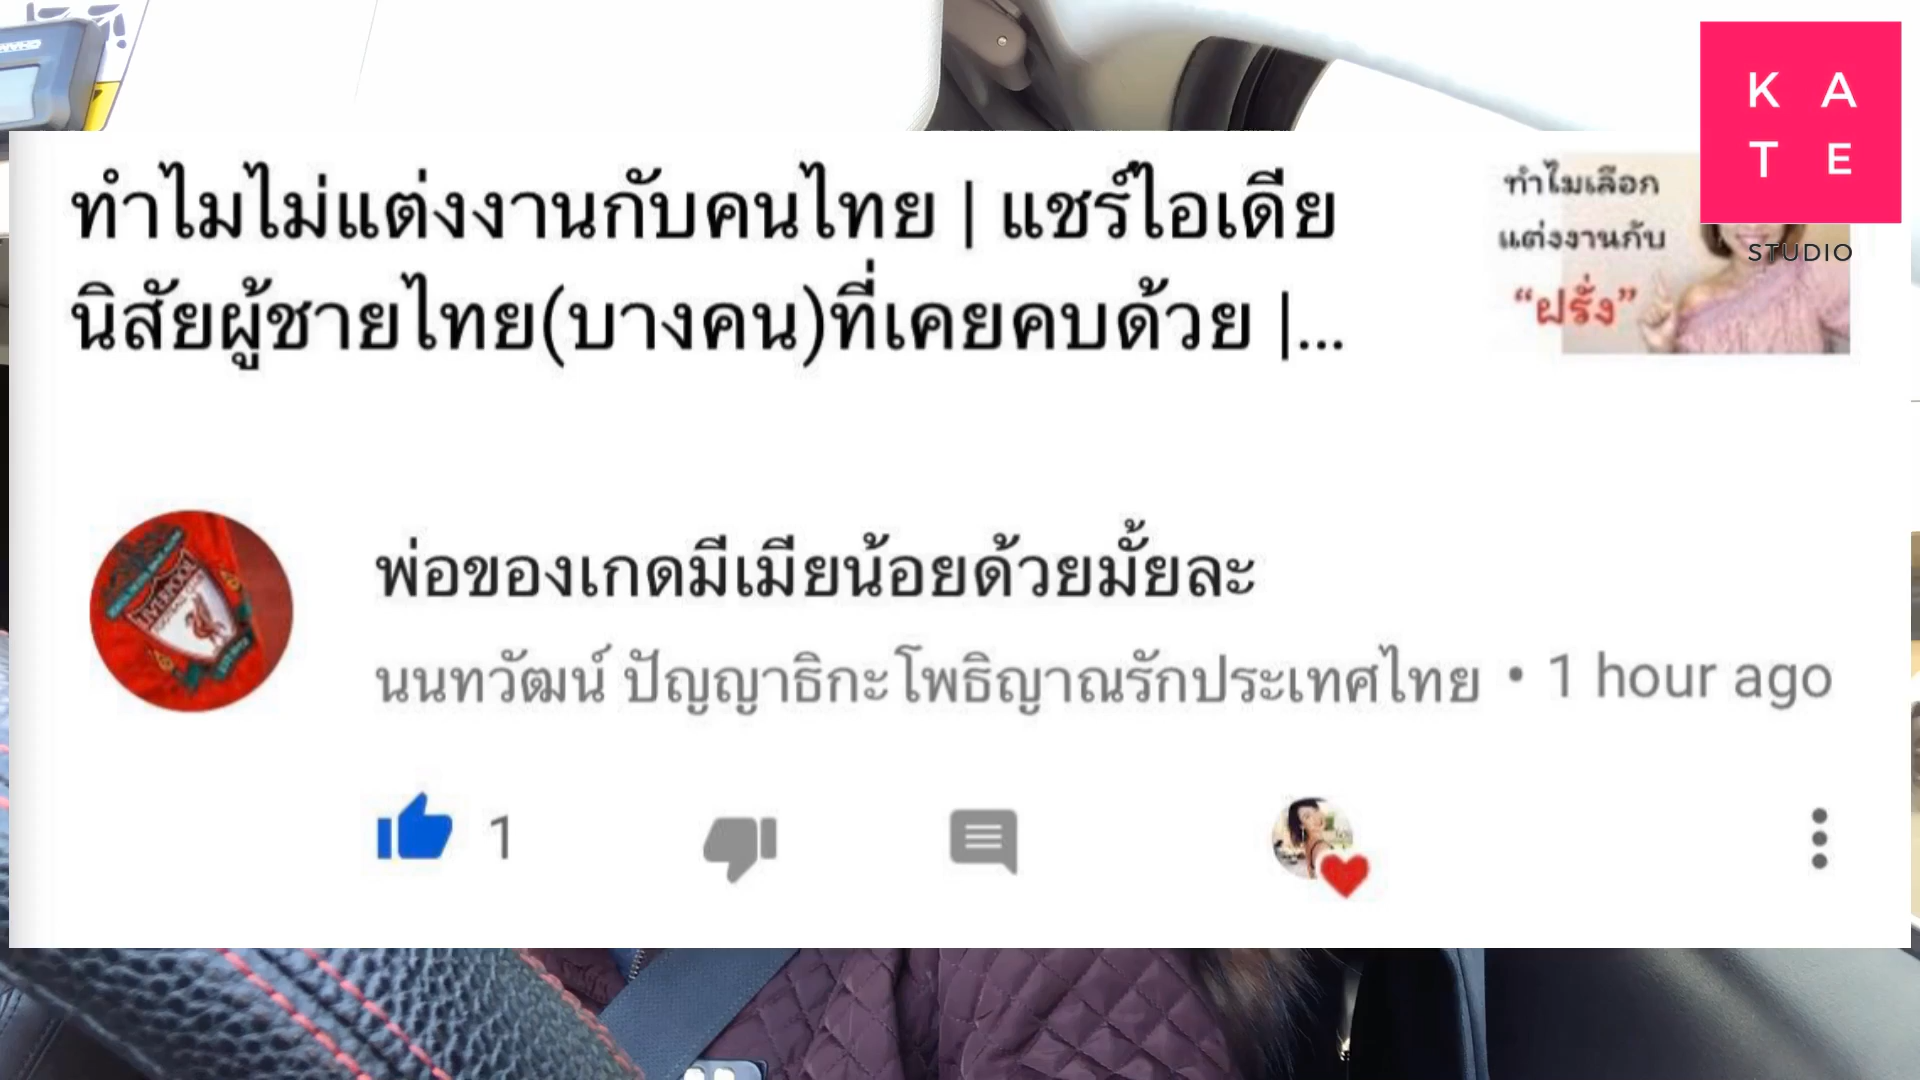 K A
T E
STUDIO
ทำไมไม่แต่งงานกับคนไทย | แชร์ไอเดีย
นิสัยผู้ชายไทย(บางคน)ที่เคยคบด้วย |...
ทำไมเลือก
แต่งงานกับ
“ฝรั่ง”
LIVERPOOL
พ่อของเกดมีเมียน้อยด้วยมั้ยละ
นนทวัฒน์ ปัญญาธิกะโพธิญาณรักประเทศไทย • 1 hour ago
1